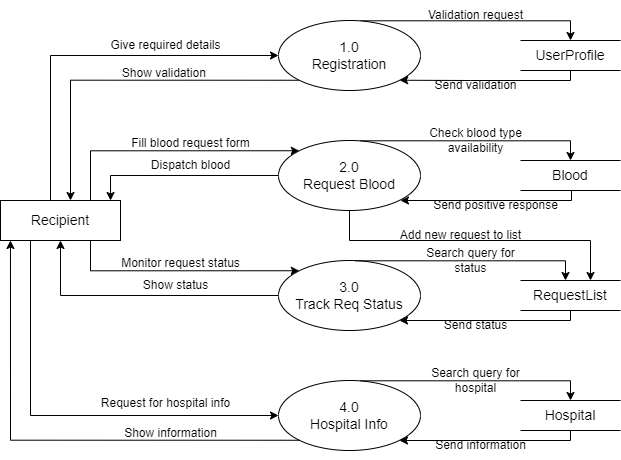 Validation request
Give required details
1.0
Registration
UserProfile
Show validation
Send validation
Fill blood request form
Check blood type
availability
Dispatch blood
2.0
Request Blood
Blood
Send positive response
Recipient
Add new request to list
Monitor request status
Search query for
status
Show status
3.0
Track Req Status
RequestList
Send status
Search query for
hospital
Request for hospital info
4.0
Hospital Info
Hospital
Show information
Send information